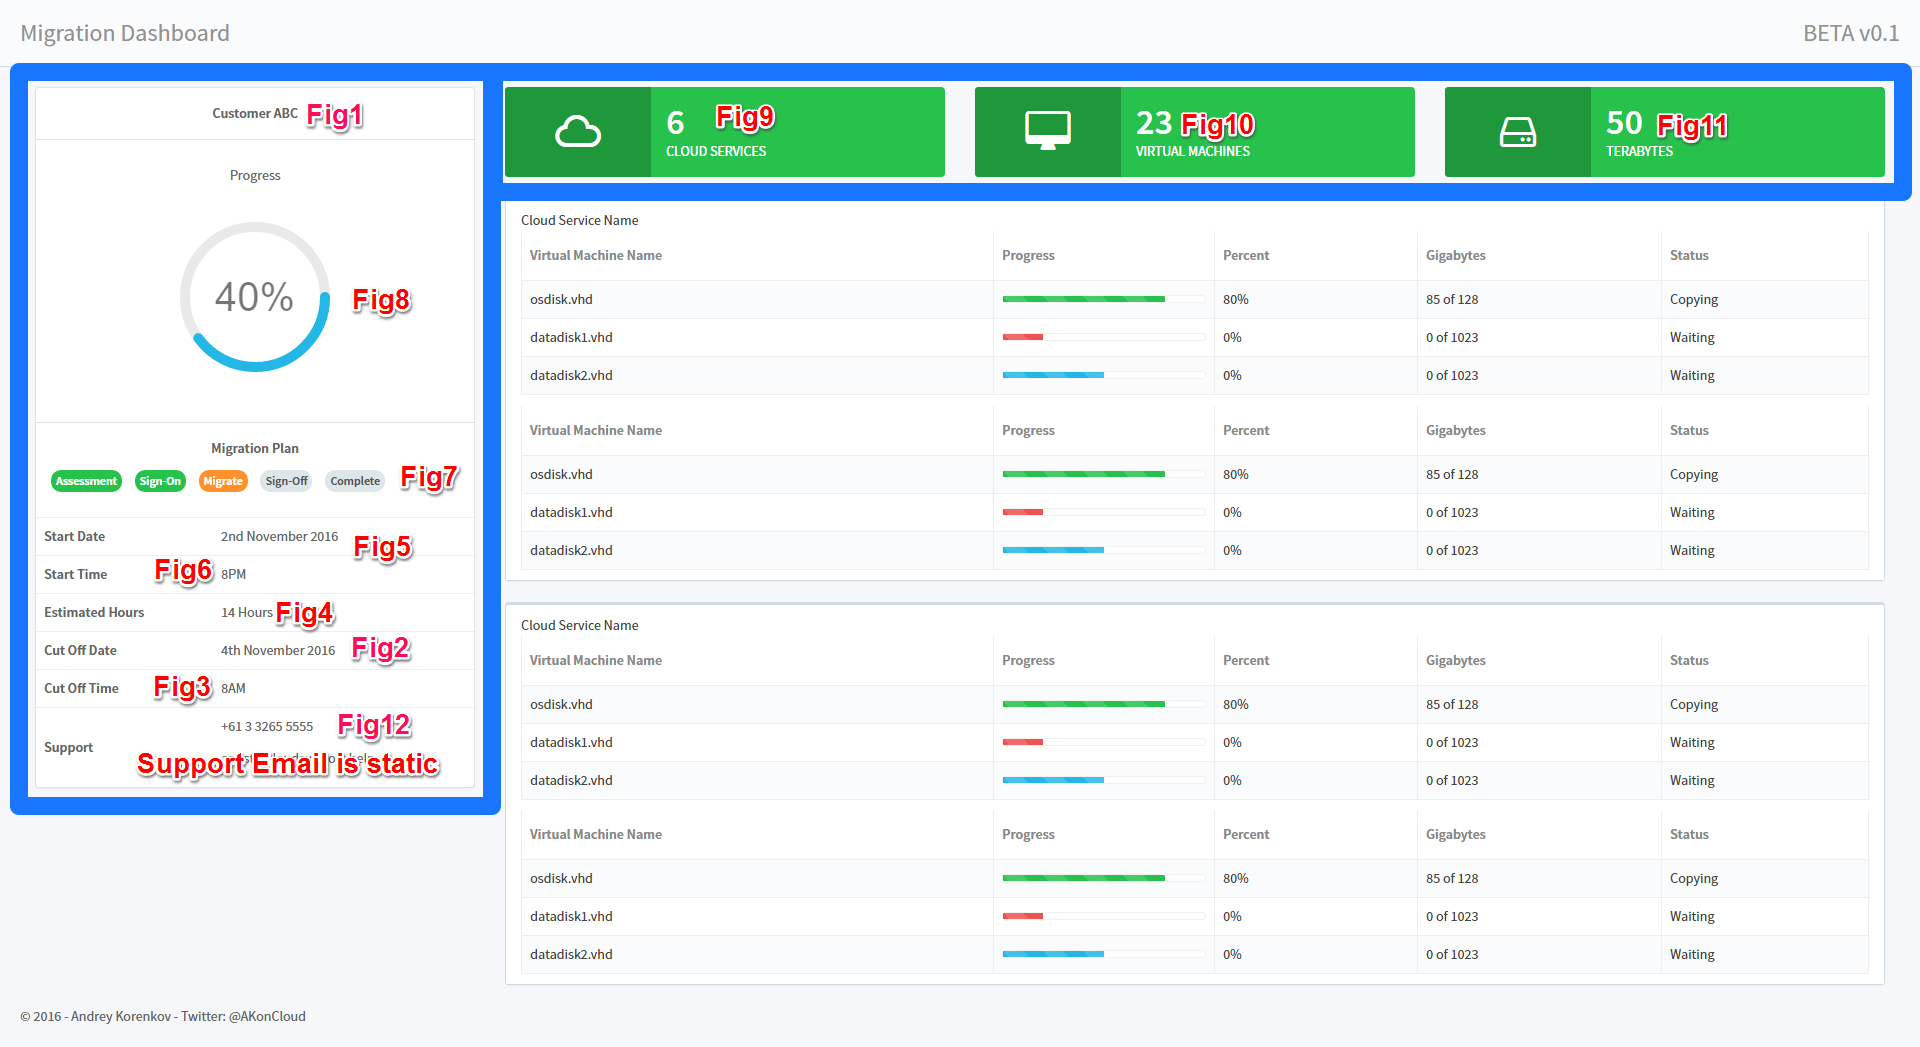 Migration Dashboard
BETA v0.1
Customer ABC Fig1
Progress
40%
Fig8
Migration Plan
Assessment Sign-On Migrate Sign-Off Complete Fig7
Start Date 2nd November 2016 Fig5
Start Time Fig6 8PM
Estimated Hours 14 Hours Fig4
Cut Off Date 4th November 2016 Fig2
Cut Off Time Fig3 8AM
+61 3 3265 5555 Fig12
Support
Support Email is static
6 Fig9
CLOUD SERVICES
23 Fig10
VIRTUAL MACHINES
50 Fig11
TERABYTES
Cloud Service Name
Virtual Machine Name Progress Percent Gigabytes Status
osdisk.vhd 80% 85 of 128 Copying
datadisk1.vhd 0% 0 of 1023 Waiting
datadisk2.vhd 0% 0 of 1023 Waiting
Virtual Machine Name Progress Percent Gigabytes Status
osdisk.vhd 80% 85 of 128 Copying
datadisk1.vhd 0% 0 of 1023 Waiting
datadisk2.vhd 0% 0 of 1023 Waiting
Cloud Service Name
Virtual Machine Name Progress Percent Gigabytes Status
osdisk.vhd 80% 85 of 128 Copying
datadisk1.vhd 0% 0 of 1023 Waiting
datadisk2.vhd 0% 0 of 1023 Waiting
Virtual Machine Name Progress Percent Gigabytes Status
osdisk.vhd 80% 85 of 128 Copying
datadisk1.vhd 0% 0 of 1023 Waiting
datadisk2.vhd 0% 0 of 1023 Waiting
© 2016 - Andrey Korenkov - Twitter: @AKonCloud